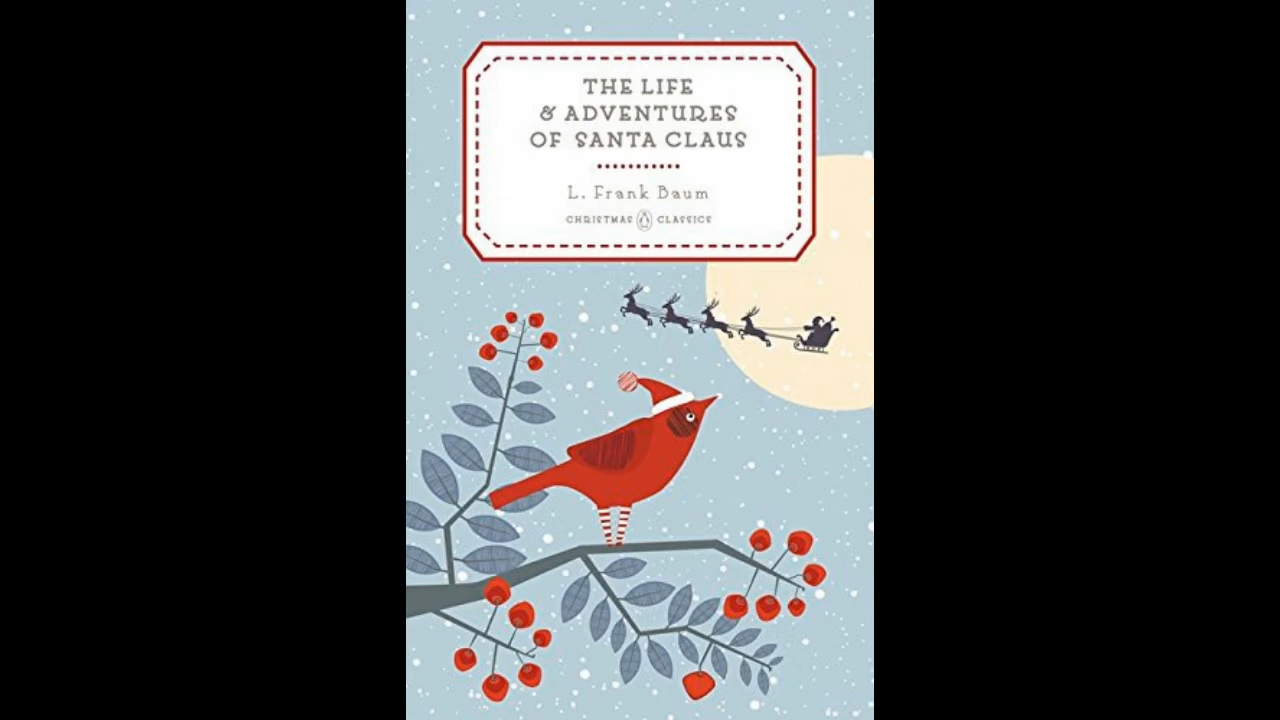 THE LIFE
& ADVENTURES
OF SANTA CLAUS
L. Frank Baum
CHRISTMAS CLASSICS